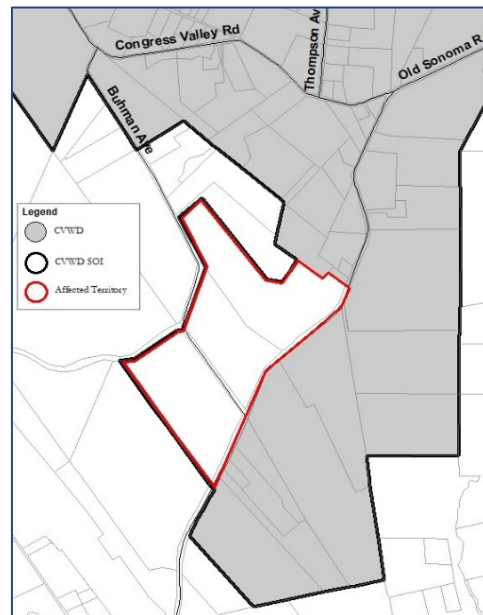 Congress Valley Rd
Thompson Av
Old Sonoma R
Buhman Ave
Legend
CVWD
CVWD SOI
Affected Territory